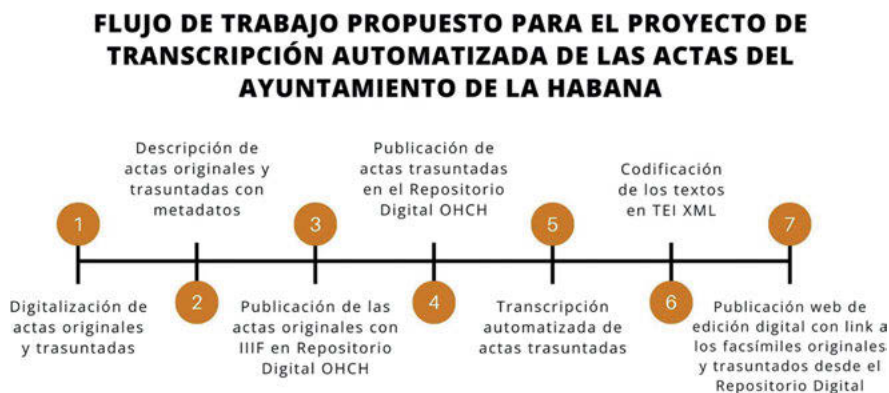 FLUJO DE TRABAJO PROPUESTO PARA EL PROYECTO DE
TRANSCRIPCIÓN AUTOMATIZADA DE LAS ACTAS DEL
AYUNTAMIENTO DE LA HABANA
1
Digitalización de
actas originales
y trasuntadas
Descripción de
actas originales y
trasuntadas con
metadatos
2
3
Publicación de las
actas originales con
IIIF en Repositorio
Digital OHCH
Publicación de
actas trasuntadas
en el Repositorio
Digital OHCH
4
5
Transcripción
automatizada de
actas trasuntadas
Codificación
de los textos
en TEI XML
6
7
Publicación web de
edición digital con link a
los facsímiles originales
y trasuntados desde el
Repositorio Digital